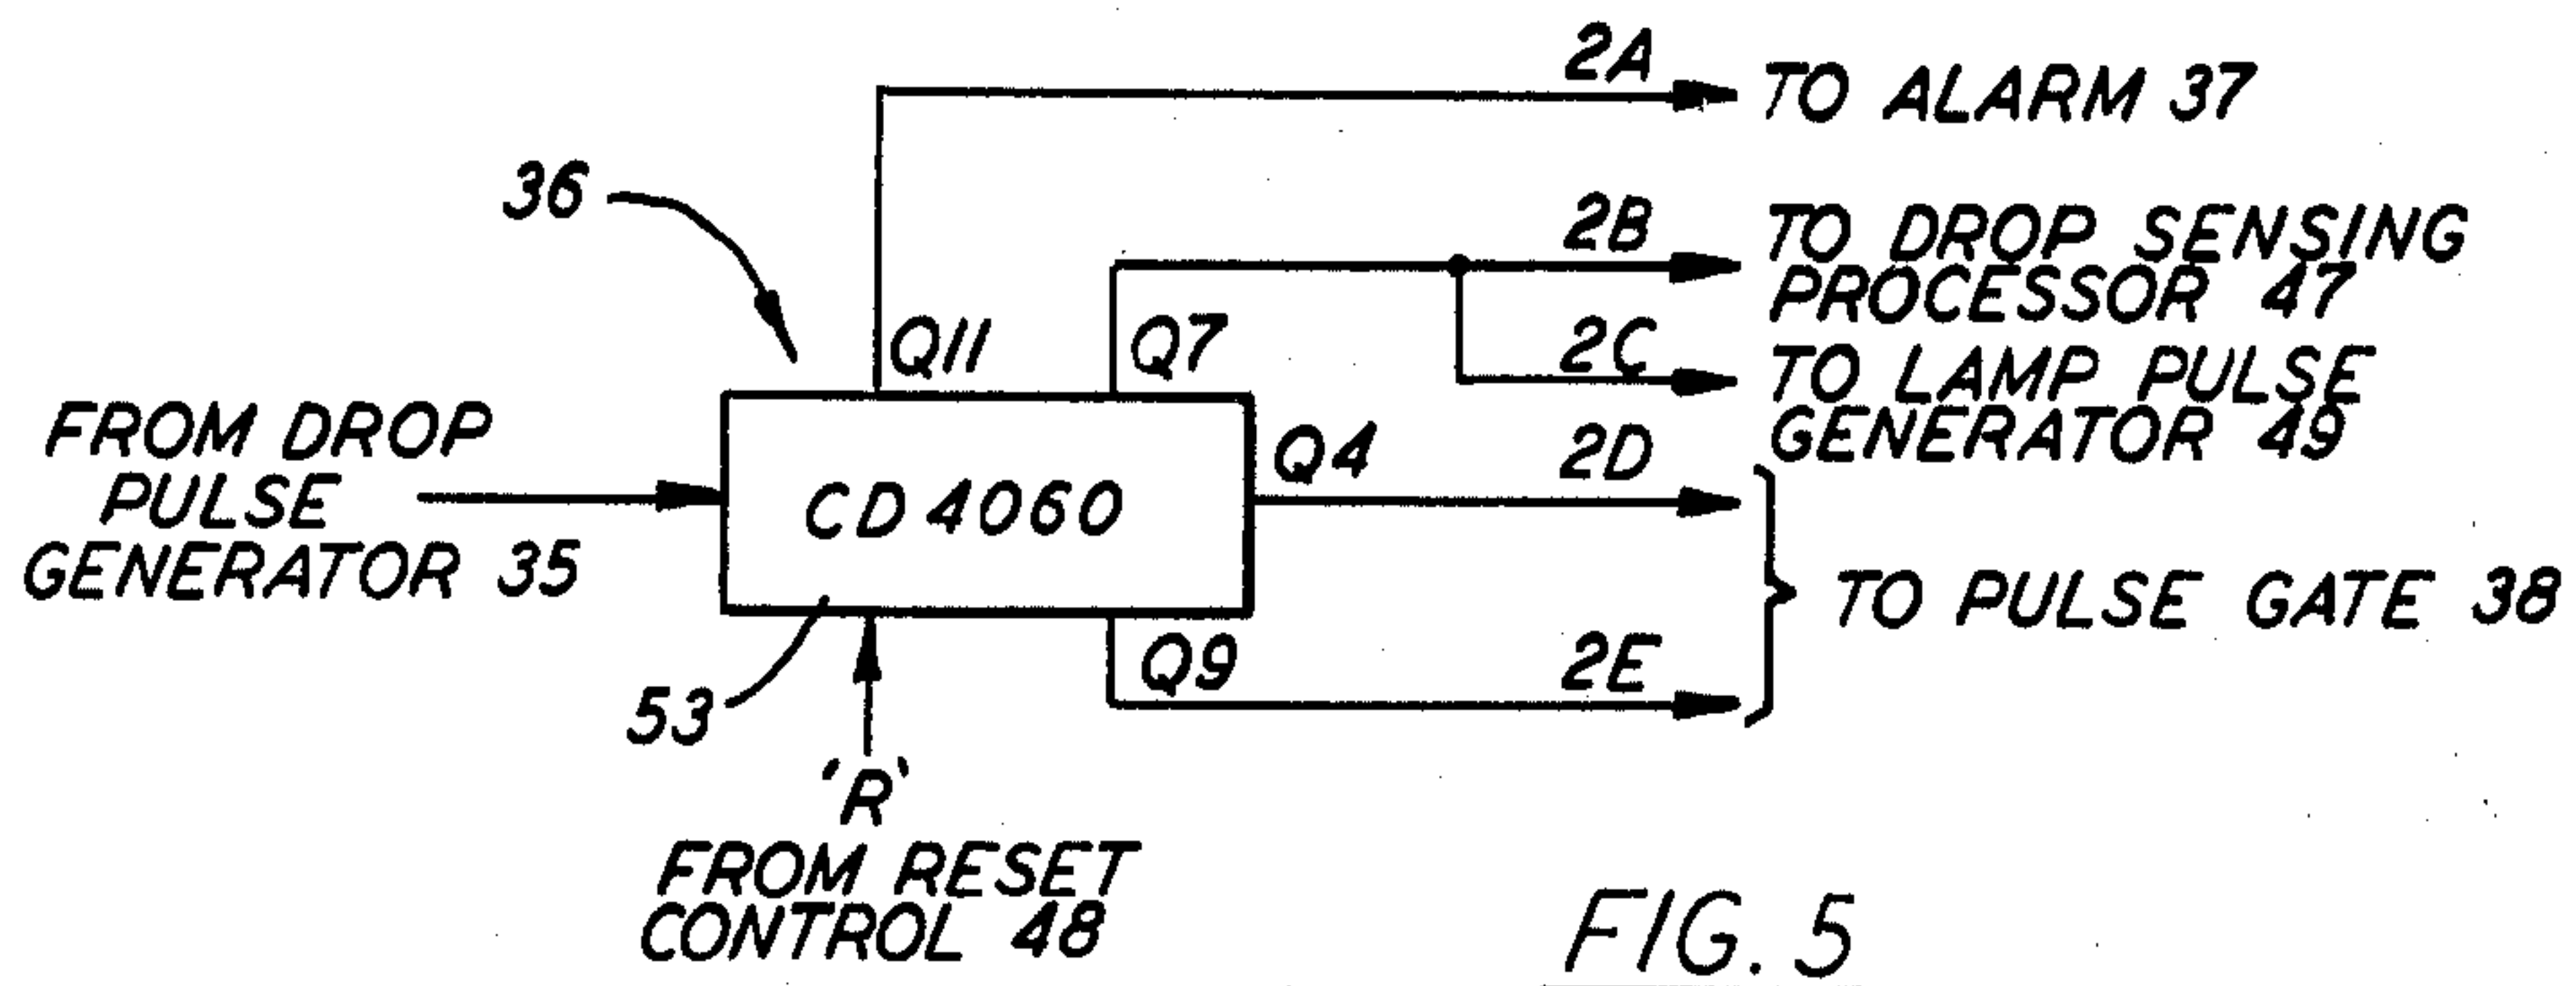 2A
TO ALARM 37
36
2B
TO DROP SENSING
PROCESSOR 47
Q11
Q7
2C
TO LAMP PULSE
GENERATOR 49
FROM DROP
PULSE
GENERATOR 35
CD 4060
Q4
2D
TO PULSE GATE 38
53
Q9
2E
'R'
FROM RESET
CONTROL 48
FIG. 5